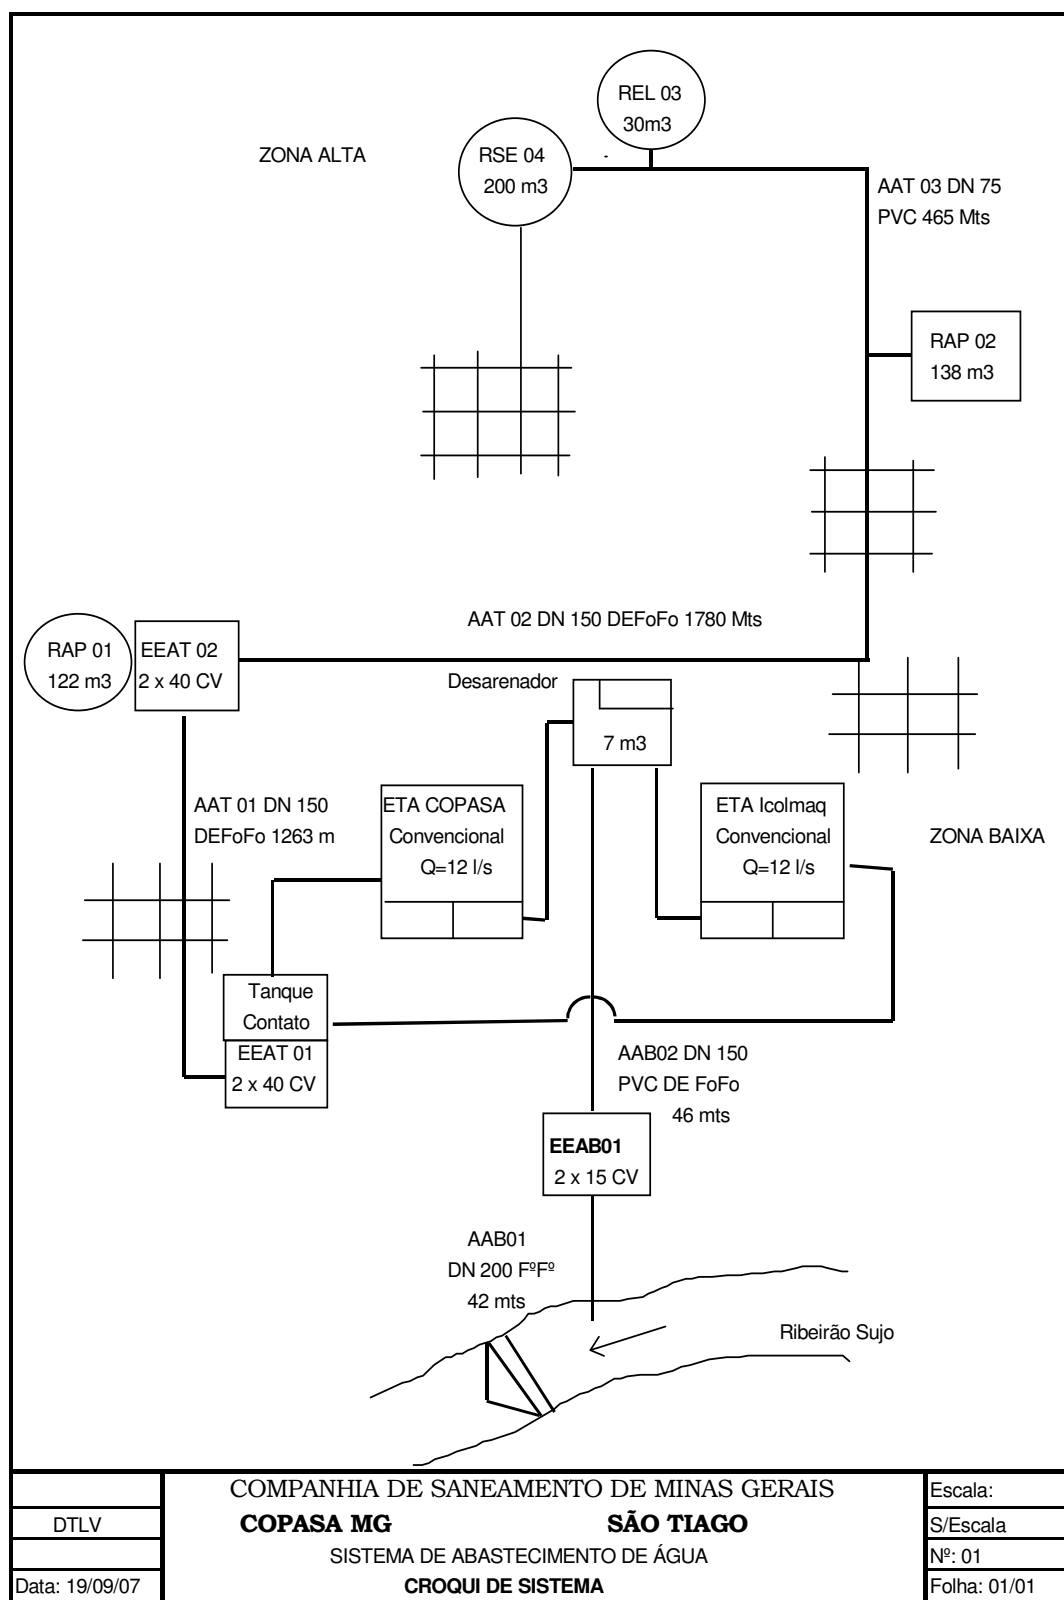 REL 03
30m3
ZONA ALTA
RSE 04
200 m3
AAT 03 DN 75
PVC 465 Mts
RAP 02
138 m3
AAT 02 DN 150 DEFoFo 1780 Mts
RAP 01
122 m3
EEAT 02
2 x 40 CV
Desarenador
7 m3
AAT 01 DN 150
DEFoFo 1263 m
ETA COPASA
Convencional
Q=12 l/s
ETA Icolmaq
Convencional
Q=12 l/s
ZONA BAIXA
Tanque
Contato
EEAT 01
2 x 40 CV
AAB02 DN 150
PVC DE FoFo
46 mts
EEAB01
2 x 15 CV
AAB01
DN 200 FºFº
42 mts
Ribeirão Sujo
COMPANHIA DE SANEAMENTO DE MINAS GERAIS
Escala:
DTLV
COPASA MG SÃO TIAGO
S/Escala
SISTEMA DE ABASTECIMENTO DE ÁGUA
Nº: 01
Data: 19/09/07
CROQUI DE SISTEMA
Folha: 01/01